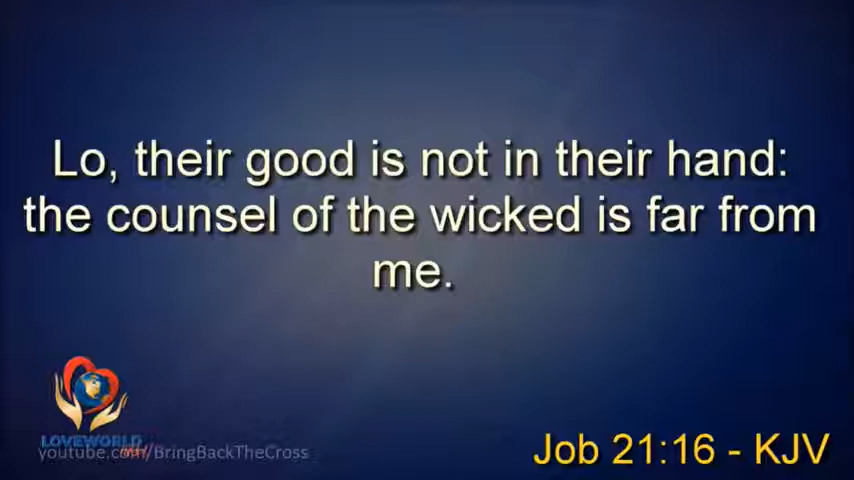 Lo, their good is not in their hand:
the counsel of the wicked is far from
me.
LOVEWORLD
youtube.com/BringBackTheCross
Job 21:16 - KJV